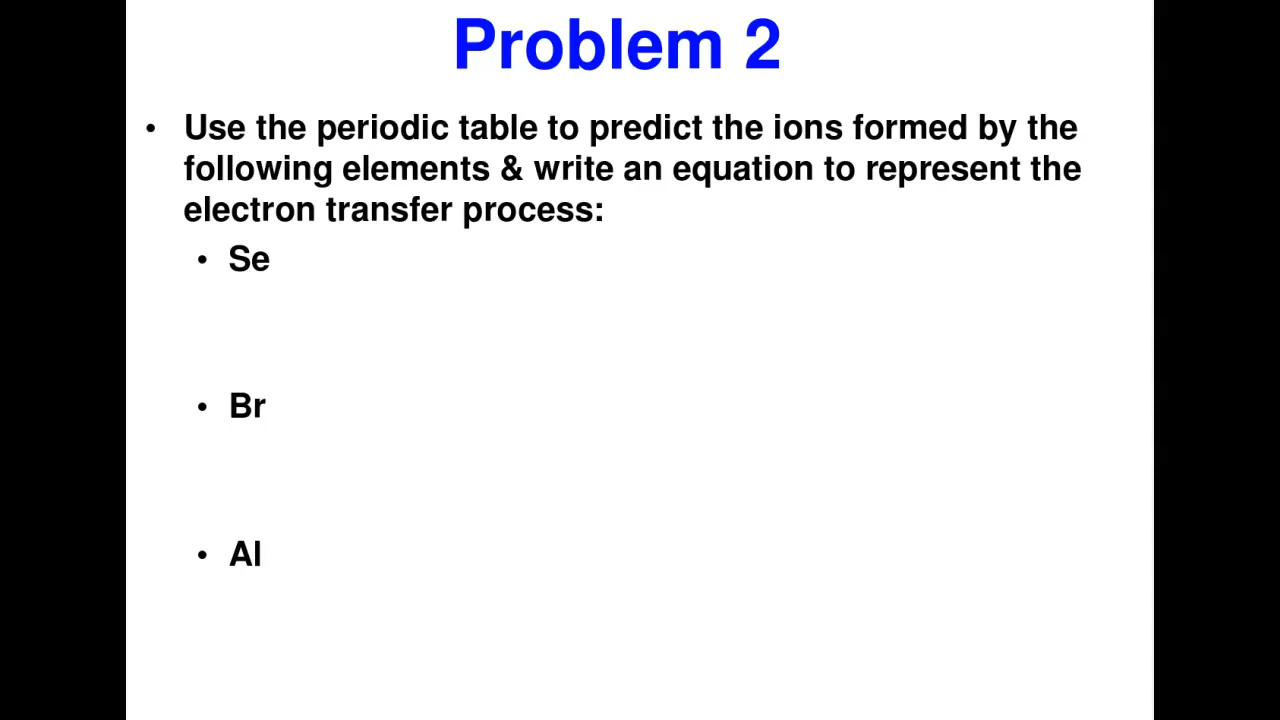 Problem 2
• Use the periodic table to predict the ions formed by the
following elements & write an equation to represent the
electron transfer process:
• Se
• Br
• Al